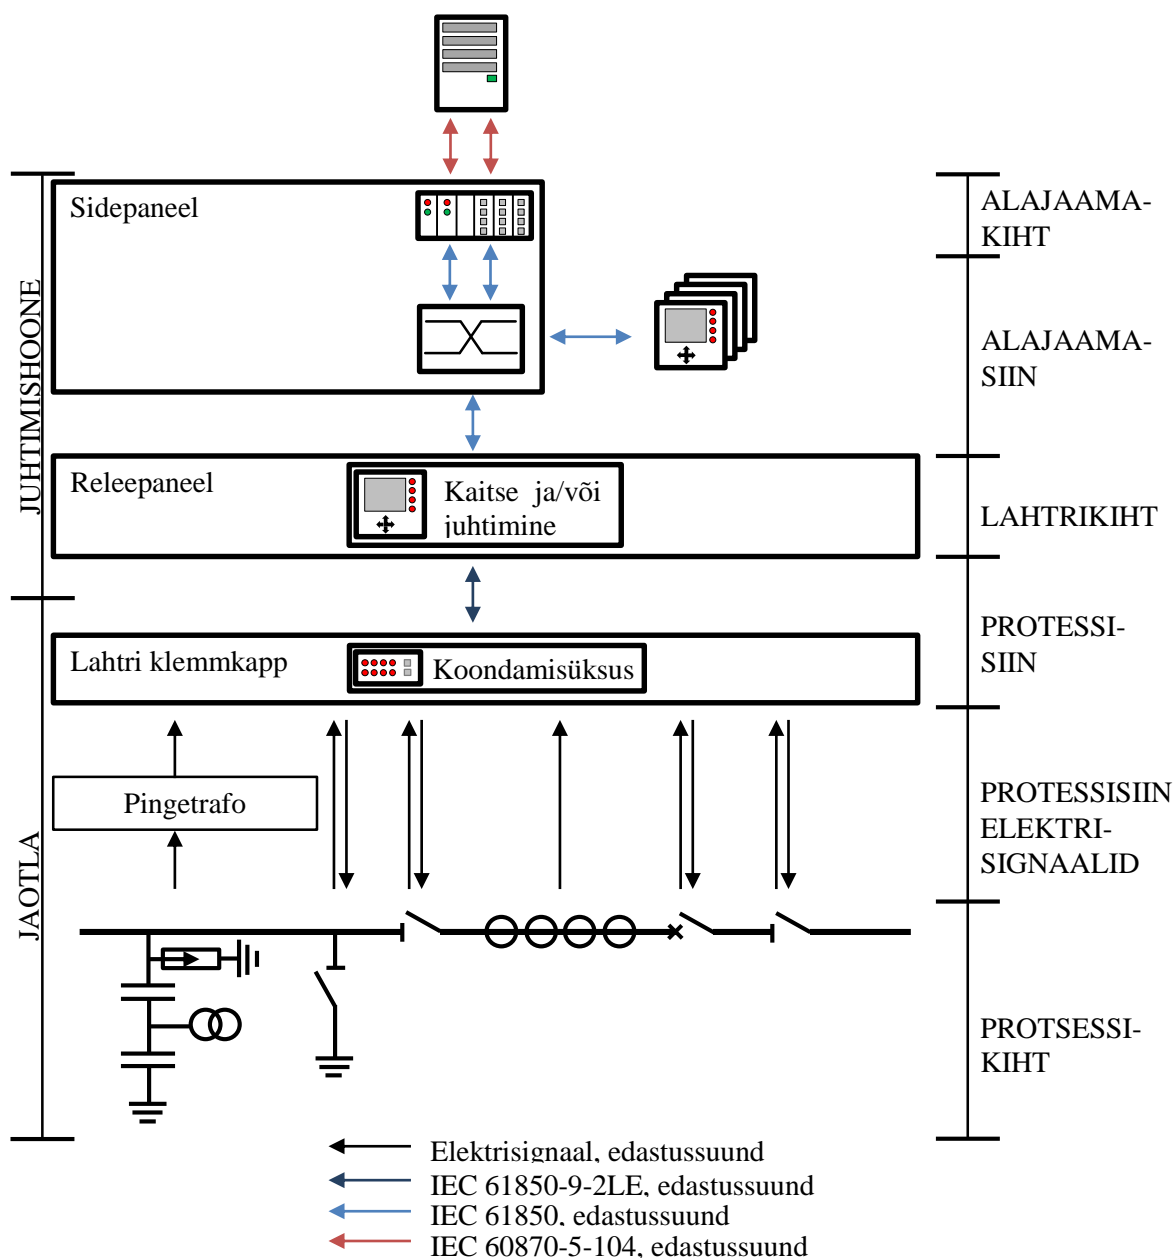 Sidepaneel
ALAJAAMA-
KIHT
JUHTIMISHOONE
ALAJAAMA-
SIIN
Releepaneel
Kaitse ja/või
juhtimine
LAHTRIKIHT
Lahtri klemmkapp
Koondamisüksus
PROTESSI-
SIIN
Pingetrafo
PROTESSISIIN
ELEKTRI-
SIGNAALID
JAOTLA
PROTSESSI-
KIHT
Elektrisignaal, edastussuund
IEC 61850-9-2LE, edastussuund
IEC 61850, edastussuund
IEC 60870-5-104, edastussuund